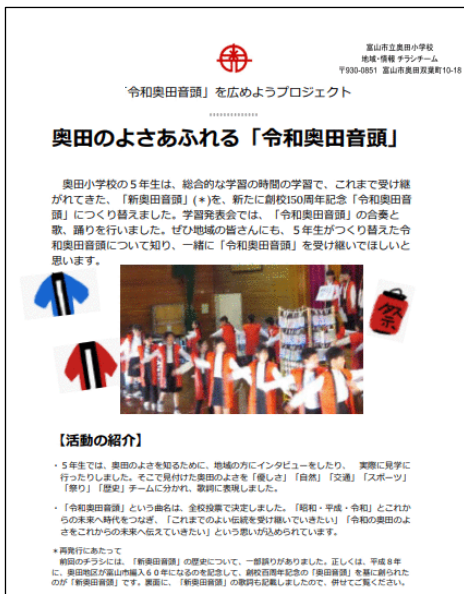 富山市立奥田小学校
地域・情報 チラシチーム
〒930-0851 富山市奥田双葉町10-18
「令和奥田音頭」を広めようプロジェクト
奥田のよさあふれる「令和奥田音頭」
奥田小学校の5年生は、総合的な学習の時間の学習で、これまで受け継
がれてきた、「新奥田音頭」(＊)を、新たに創校150周年記念「令和奥田音
頭」につくり替えました。学習発表会では、「令和奥田音頭」の合奏と
歌、踊りを行いました。ぜひ地域の皆さんにも、5年生がつくり替えた令
和奥田音頭について知り、一緒に「令和奥田音頭」を受け継いでほしいと
思います。
祭
【活動の紹介】
・5年生では、奥田のよさを知るために、地域の方にインタビューをしたり、 実際に見学に
行ったりしました。そこで見付けた奥田のよさを「優しさ」「自然」「交通」「スポーツ」
「祭り」「歴史」チームに分かれ、歌詞に表現しました。
・「令和奥田音頭」という曲名は、全校投票で決定しました。「昭和・平成・令和」とこれか
らの未来へ時代をつなぎ、「これまでのよい伝統を受け継いでいきたい」「令和の奥田のよ
さをこれからの未来へ伝えていきたい」という思いが込められています。
＊再発行にあたって
前回のチラシには、「新奥田音頭」の歴史について、一部誤りがありました。正しくは、平成8年
に、奥田地区が富山市編入60年になるのを記念して、創校百周年記念の「奥田音頭」を基に創られた
のが「新奥田音頭」です。裏面に、「新奥田音頭」の歌詞も記載しましたので、併せてご覧ください。